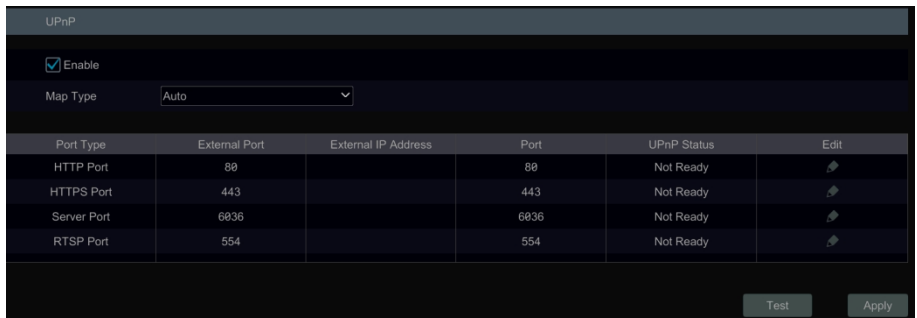 UPnP
Enable
Map Type Auto
Port Type External Port External IP Address Port UPnP Status Edit
HTTP Port 80 80 Not Ready
HTTPS Port 443 443 Not Ready
Server Port 6036 6036 Not Ready
RTSP Port 554 554 Not Ready
Test Apply